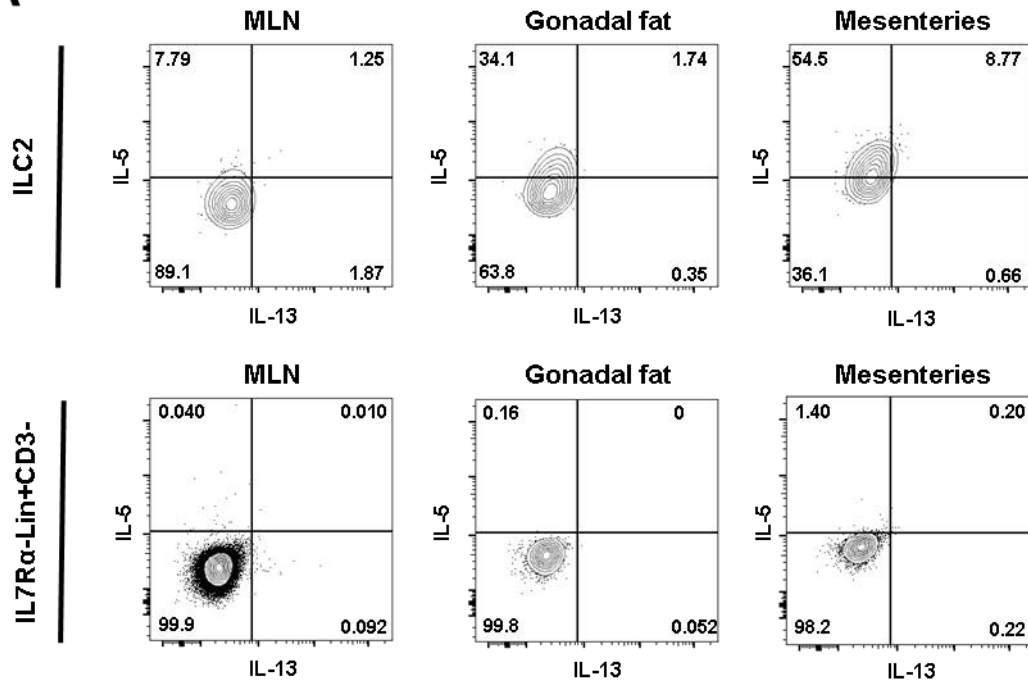 MLN Gonadal fat Mesenteries
ILC2
7.79 1.25
89.1 1.87
IL-5
IL-13
34.1 1.74
63.8 0.35
IL-5
IL-13
54.5 8.77
36.1 0.66
IL-5
IL-13
MLN Gonadal fat Mesenteries
IL7Rα-Lin+CD3-
0.040 0.010
99.9 0.092
IL-5
IL-13
0.16 0
99.8 0.052
IL-5
IL-13
1.40 0.20
98.2 0.22
IL-5
IL-13